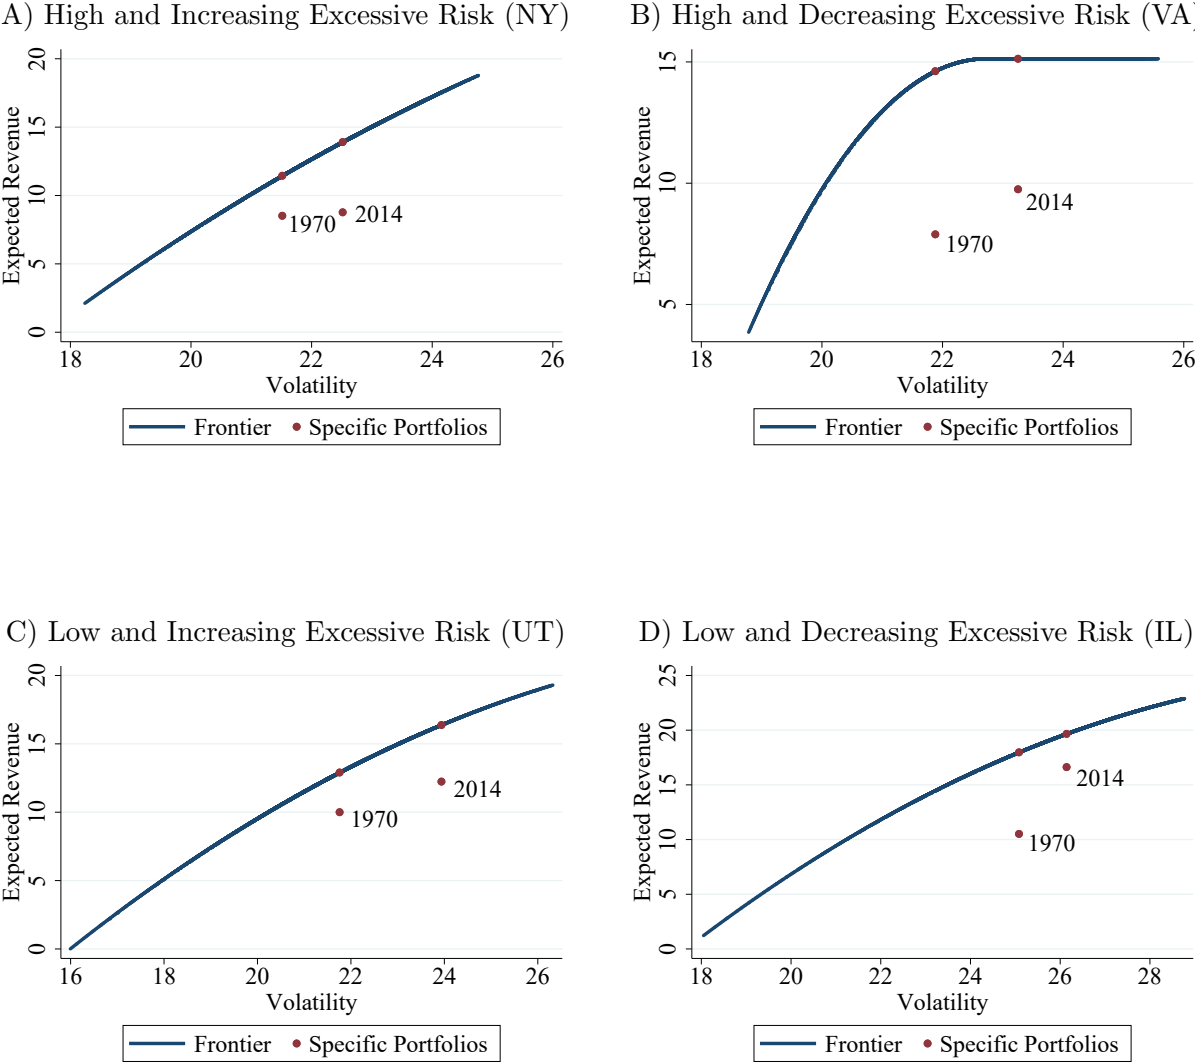 A) High and Increasing Excessive Risk (NY)
Expected Revenue
20
15
10
5
0
1970
2014
18 20 22 24 26
Volatility
Frontier Specific Portfolios
B) High and Decreasing Excessive Risk (VA)
Expected Revenue
15
10
5
2014
1970
18 20 22 24 26
Volatility
Frontier Specific Portfolios
C) Low and Increasing Excessive Risk (UT)
Expected Revenue
20
15
10
5
0
2014
1970
16 18 20 22 24 26
Volatility
Frontier Specific Portfolios
D) Low and Decreasing Excessive Risk (IL)
Expected Revenue
25
20
15
10
5
0
2014
1970
18 20 22 24 26 28
Volatility
Frontier Specific Portfolios